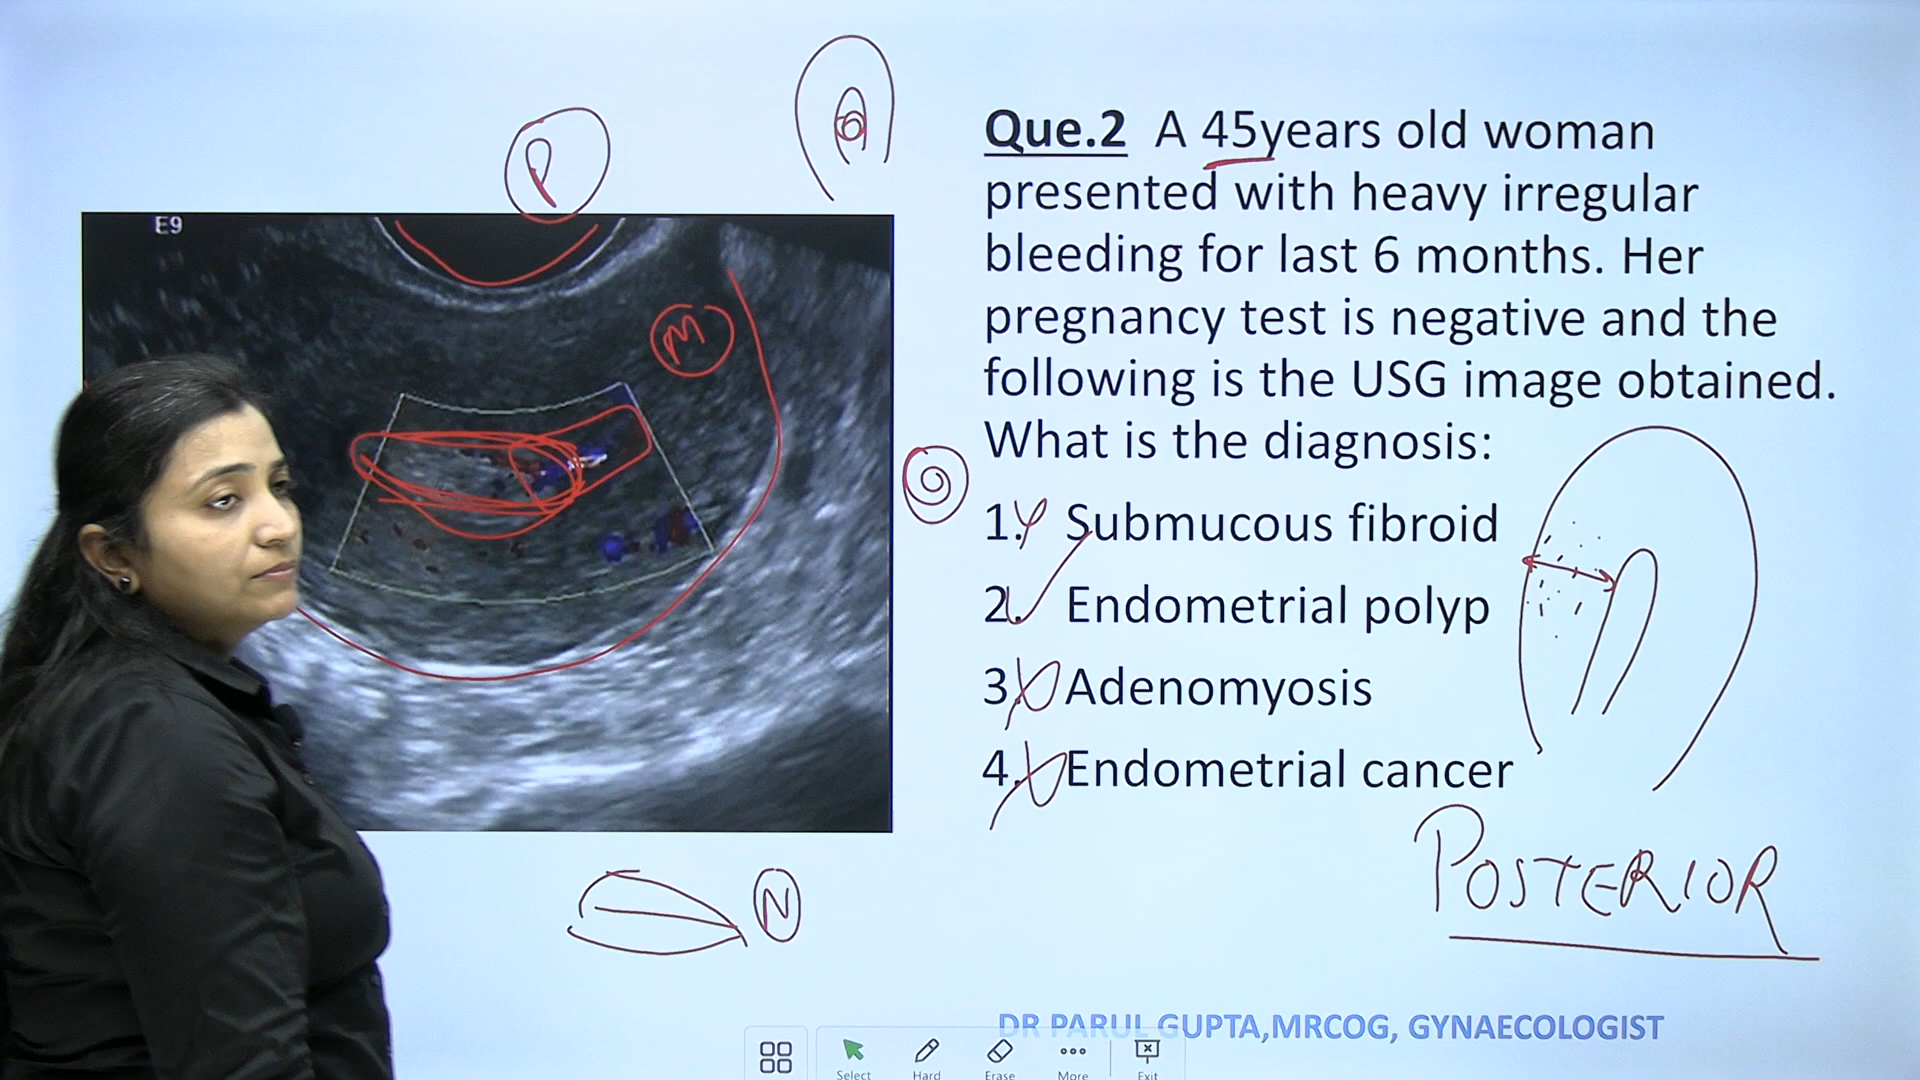 E9
P
M
N
Que.2 A 45years old woman
presented with heavy irregular
bleeding for last 6 months. Her
pregnancy test is negative and the
following is the USG image obtained.
What is the diagnosis:
1. Submucous fibroid
2. Endometrial polyp
3. Adenomyosis
4. Endometrial cancer
POSTERIOR
DR PARUL GUPTA,MRCOG, GYNAECOLOGIST
Select Hard Erase More Exit